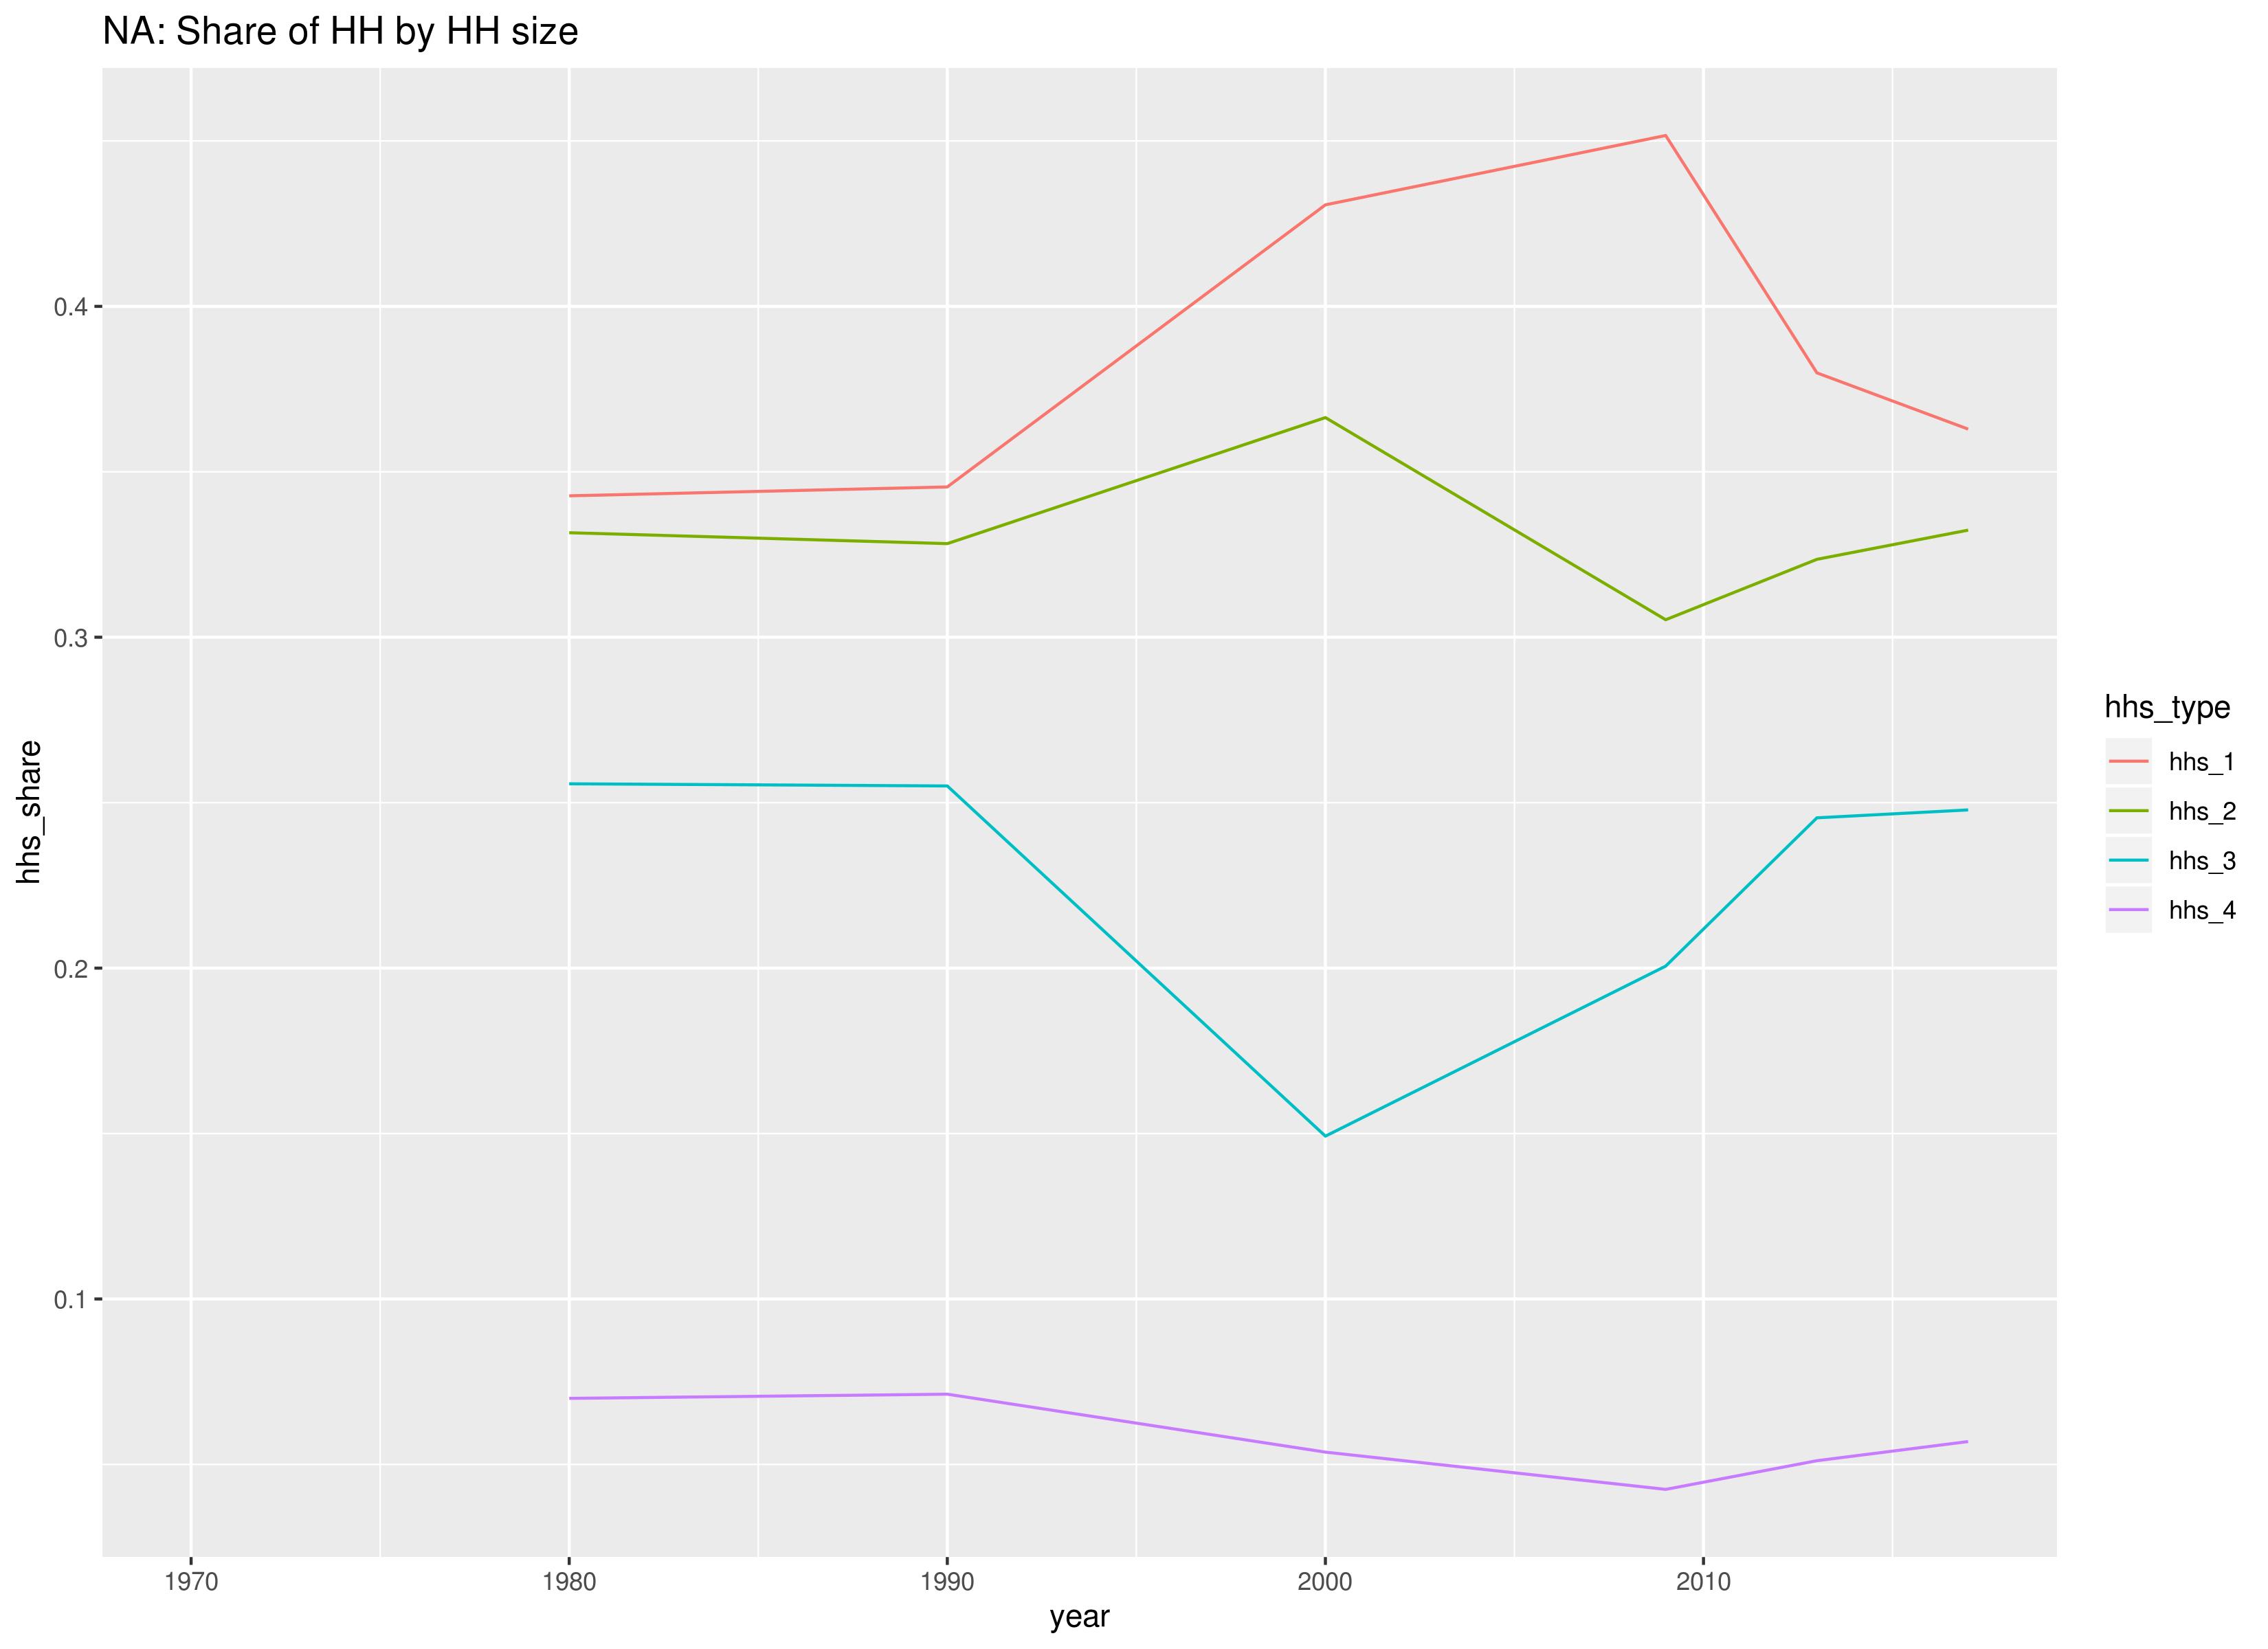 NA: Share of HH by HH size
hhs_share
0.4
0.3
0.2
0.1
1970
1980
1990
2000
2010
year
hhs_type
hhs_1
hhs_2
hhs_3
hhs_4